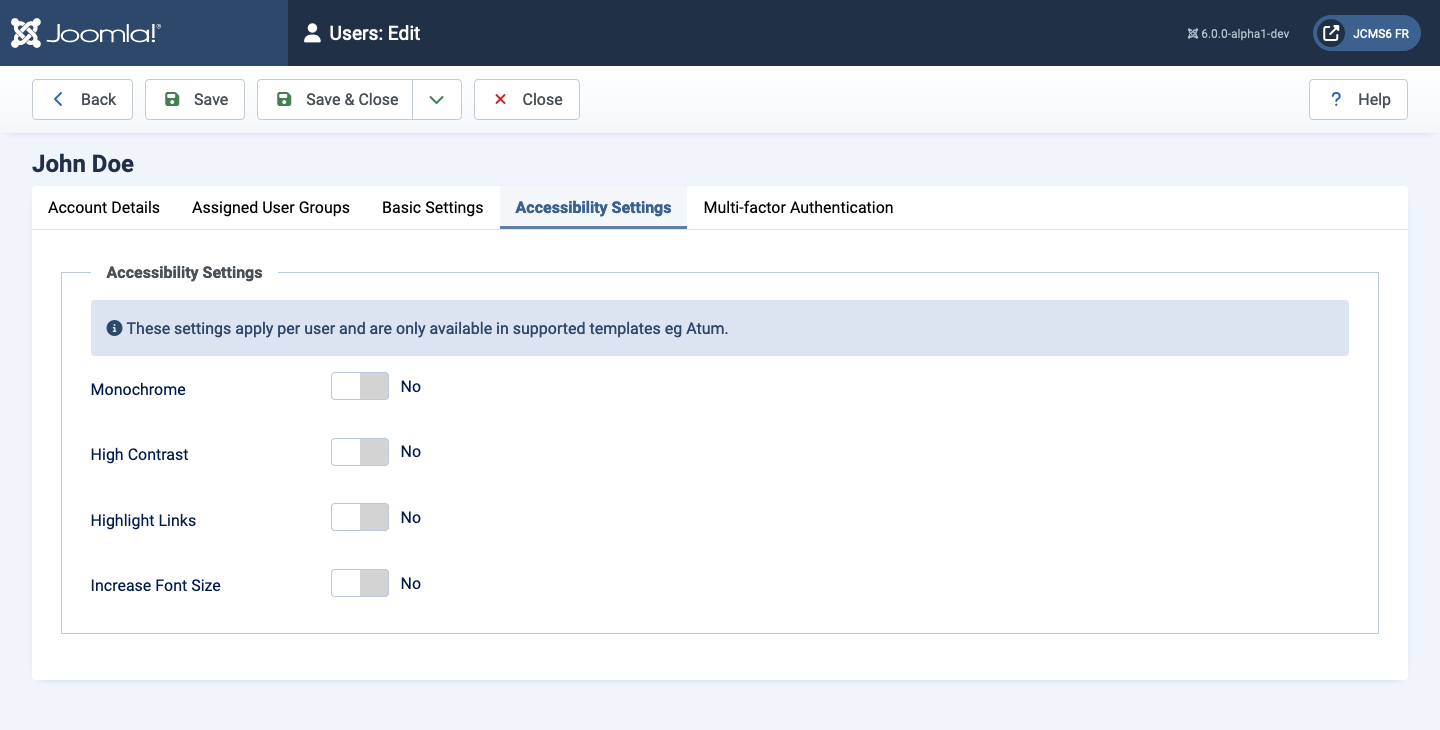 Joomla!®
Users: Edit
6.0.0-alpha1-dev
JCMS6 FR
Back
Save
Save & Close
Close
? Help
John Doe
Account Details
Assigned User Groups
Basic Settings
Accessibility Settings
Multi-factor Authentication
Accessibility Settings
These settings apply per user and are only available in supported templates eg Atum.
Monochrome No
High Contrast No
Highlight Links No
Increase Font Size No